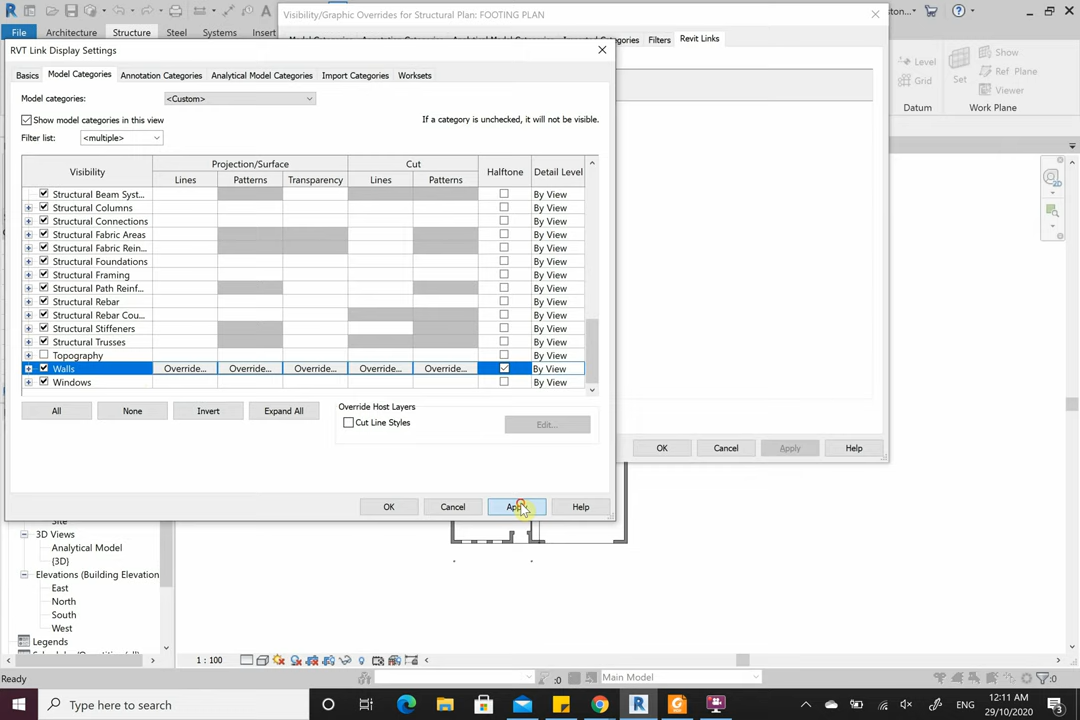 Visibility/Graphic Overrides for Structural Plan: FOOTING PLAN
File
Architecture
Structure
Steel
Systems
Insert
Filters
Revit Links
RVT Link Display Settings
Basics
Model Categories
Annotation Categories
Analytical Model Categories
Import Categories
Worksets
Level
Grid
Datum
Set
Show
Ref Plane
Viewer
Work Plane
Model categories:
<Custom>
Show model categories in this view
If a category is unchecked, it will not be visible.
Filter list:
<multiple>
Visibility
Projection/Surface
Cut
Halftone
Detail Level
Lines
Patterns
Transparency
Lines
Patterns
Structural Beam Syst...
By View
Structural Columns
By View
Structural Connections
By View
Structural Fabric Areas
By View
Structural Fabric Rein...
By View
Structural Foundations
By View
Structural Framing
By View
Structural Path Reinf...
By View
Structural Rebar
By View
Structural Rebar Cou...
By View
Structural Stiffeners
By View
Structural Trusses
By View
Topography
By View
Walls
Override...
Override...
Override...
Override...
Override...
By View
Windows
By View
All
None
Invert
Expand All
Override Host Layers
Cut Line Styles
Edit...
OK
Cancel
Apply
Help
OK
Cancel
Help
Site
3D Views
Analytical Model
{3D}
Elevations (Building Elevation
East
North
South
West
Legends
1 : 100
Ready
:0
Main Model
:0
Type here to search
12:11 AM
29/10/2020
3